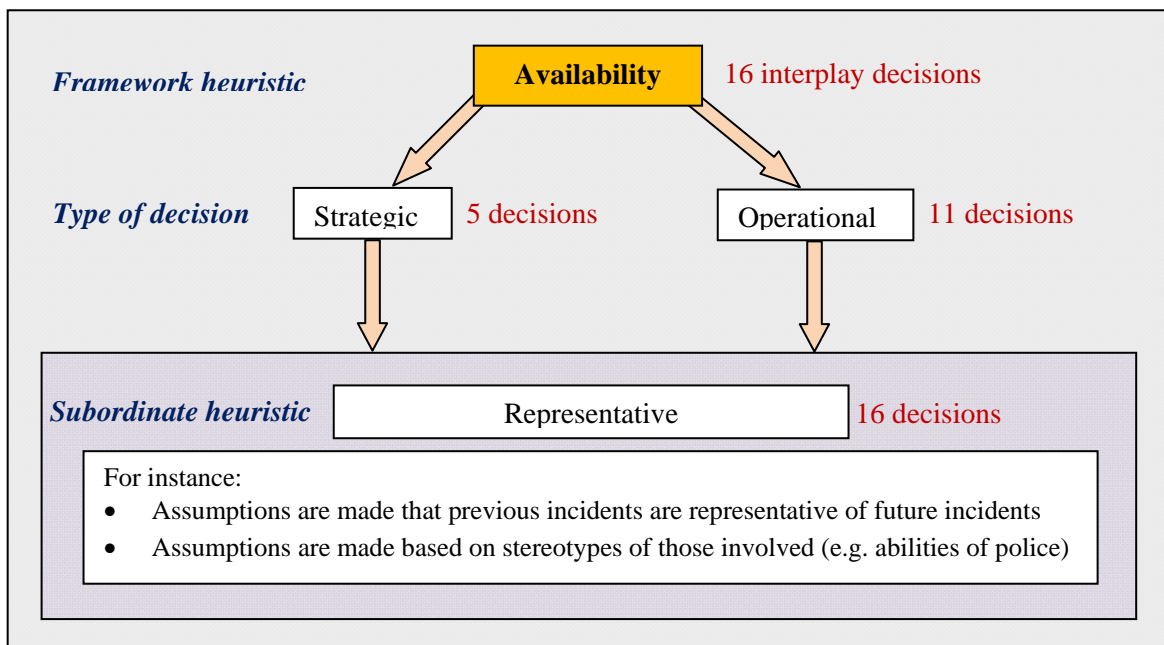 Framework heuristic Availability 16 interplay decisions
Type of decision Strategic 5 decisions Operational 11 decisions
Subordinate heuristic Representative 16 decisions
For instance:
• Assumptions are made that previous incidents are representative of future incidents
• Assumptions are made based on stereotypes of those involved (e.g. abilities of police)